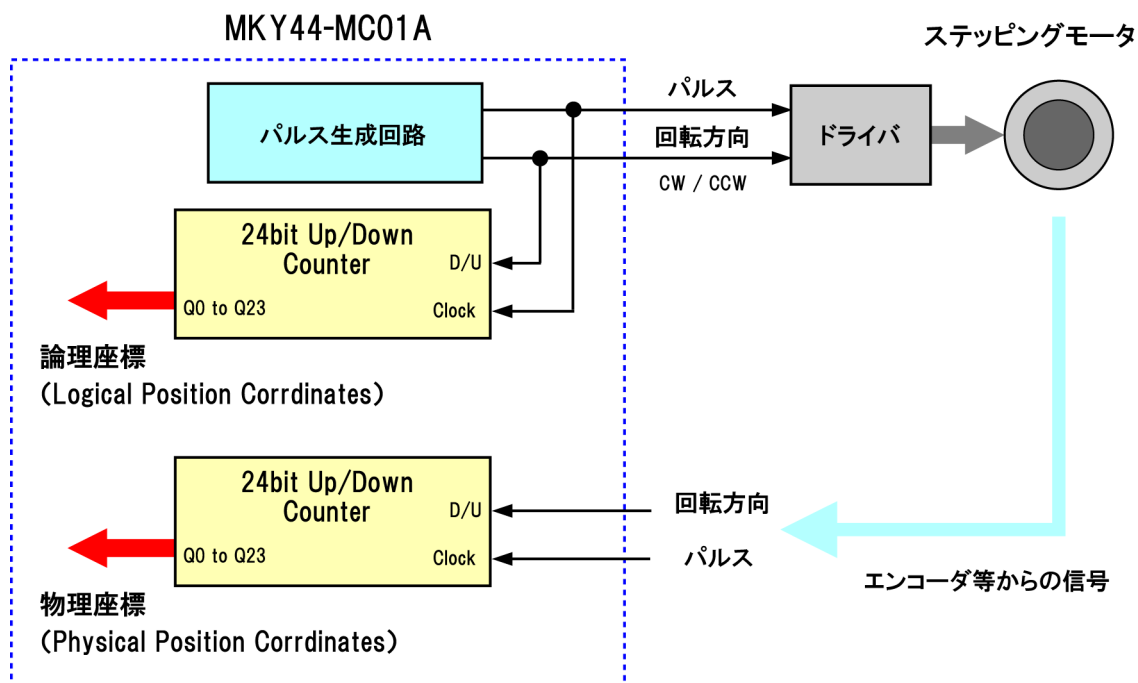 MKY44-MC01A
ステッピングモータ
パルス生成回路
パルス
回転方向
CW / CCW
ドライバ
24bit Up/Down
Counter
D/U
Clock
Q0 to Q23
論理座標
(Logical Position Corrdinates)
24bit Up/Down
Counter
D/U
Clock
Q0 to Q23
回転方向
パルス
エンコーダ等からの信号
物理座標
(Physical Position Corrdinates)